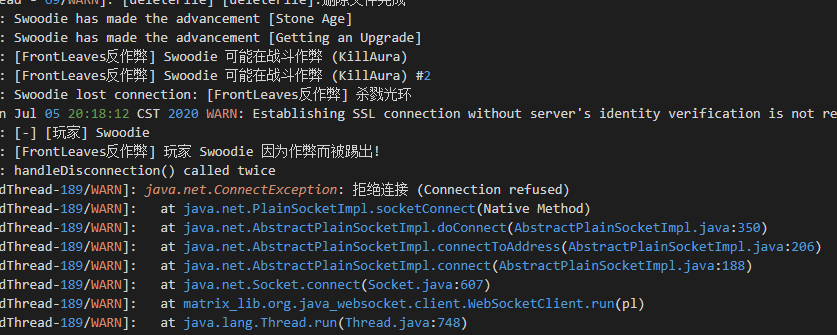 read - 69/WARN]: [deleteFile] [deleteFile]:删除文件完成
: Swoodie has made the advancement [Stone Age]
: Swoodie has made the advancement [Getting an Upgrade]
: [FrontLeaves反作弊] Swoodie 可能在战斗作弊 (KillAura)
: [FrontLeaves反作弊] Swoodie 可能在战斗作弊 (KillAura) #2
: Swoodie lost connection: [FrontLeaves反作弊] 杀戮光环
n Jul 05 20:18:12 CST 2020 WARN: Establishing SSL connection without server's identity verification is not re
: [-] [玩家] Swoodie
: [FrontLeaves反作弊] 玩家 Swoodie 因为作弊而被踢出!
: handleDisconnection() called twice
dThread-189/WARN]: java.net.ConnectException: 拒绝连接 (Connection refused)
dThread-189/WARN]: at java.net.PlainSocketImpl.socketConnect(Native Method)
dThread-189/WARN]: at java.net.AbstractPlainSocketImpl.doConnect(AbstractPlainSocketImpl.java:350)
dThread-189/WARN]: at java.net.AbstractPlainSocketImpl.connectToAddress(AbstractPlainSocketImpl.java:206)
dThread-189/WARN]: at java.net.AbstractPlainSocketImpl.connect(AbstractPlainSocketImpl.java:188)
dThread-189/WARN]: at java.net.Socket.connect(Socket.java:607)
dThread-189/WARN]: at matrix_lib.org.java_websocket.client.WebSocketClient.run(pl)
dThread-189/WARN]: at java.lang.Thread.run(Thread.java:748)